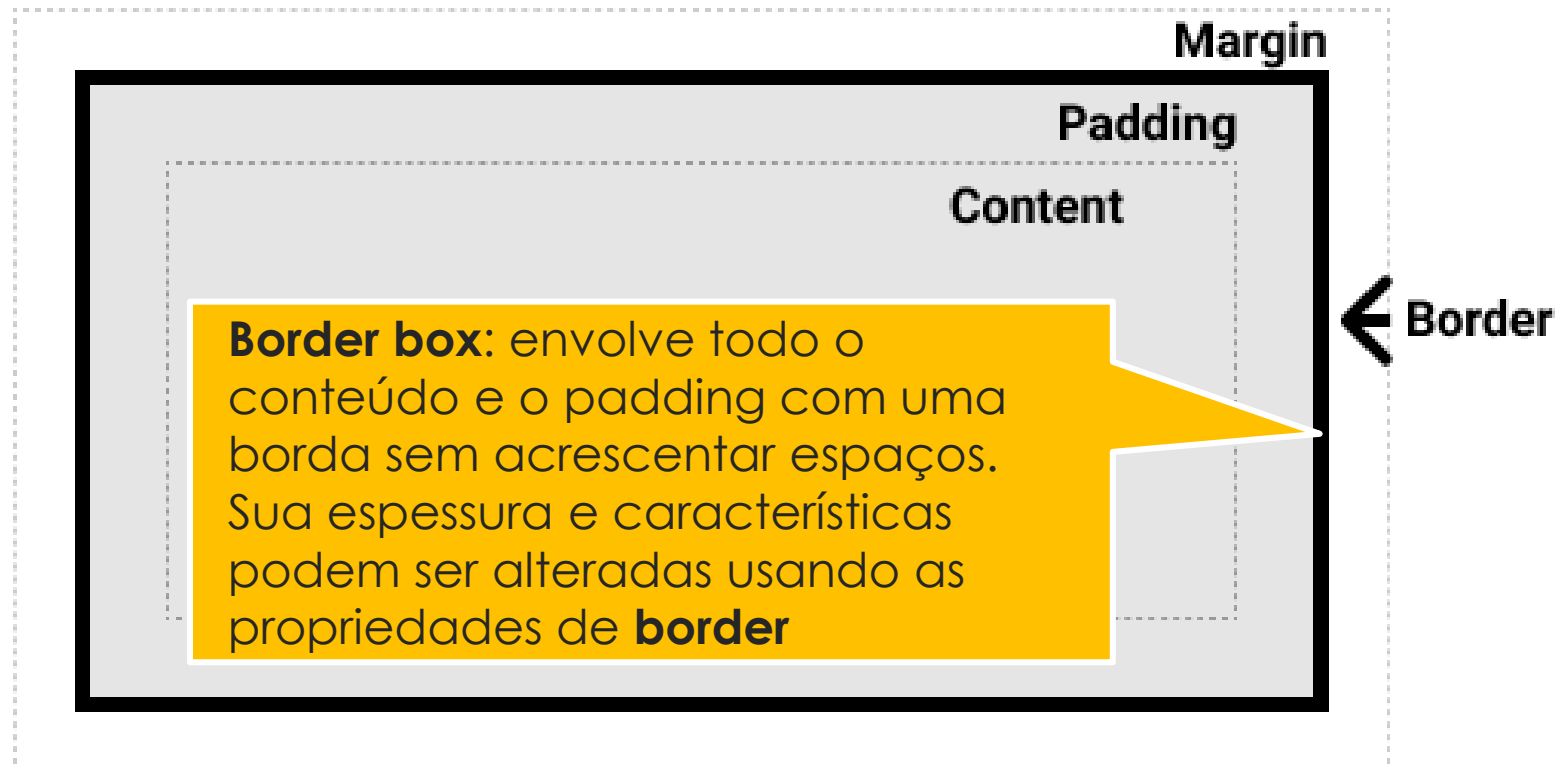 Margin
Padding
Content
Border
Border box: envolve todo o
conteúdo e o padding com uma
borda sem acrescentar espaços.
Sua espessura e características
podem ser alteradas usando as
propriedades de border